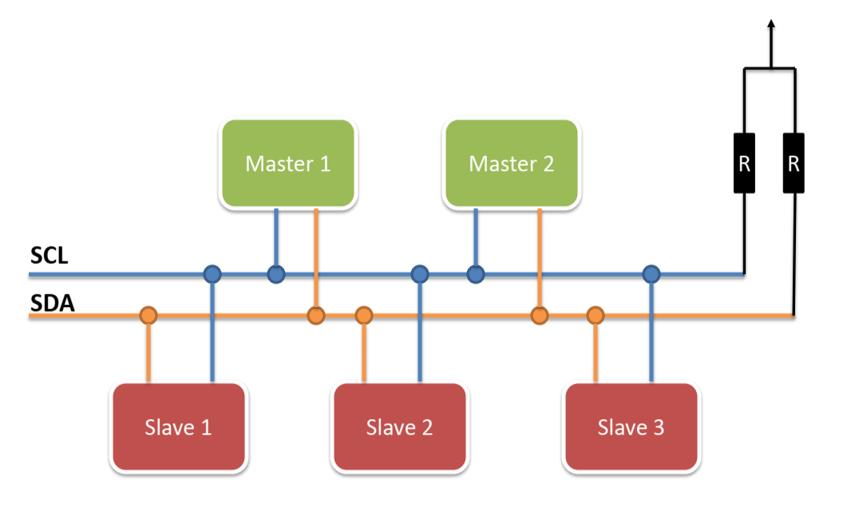 Master 1
Master 2
R
R
SCL
SDA
Slave 1
Slave 2
Slave 3